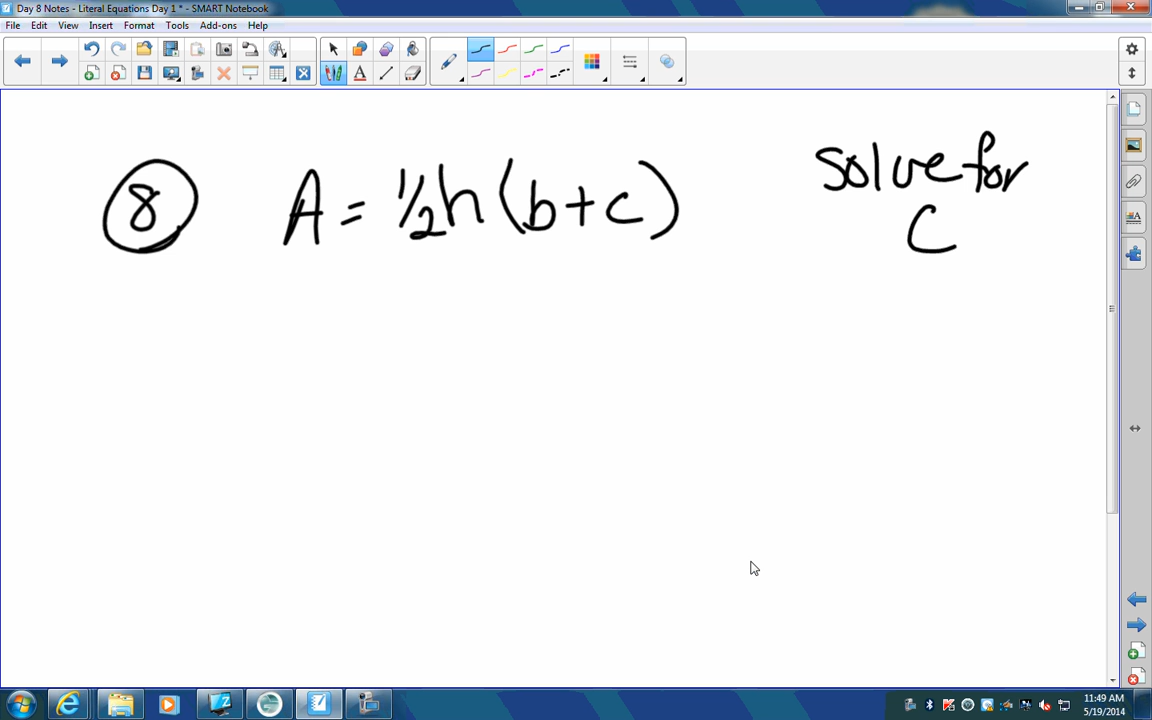 Day 8 Notes - Literal Equations Day 1 * - SMART Notebook
File Edit View Insert Format Tools Add-ons Help
8 A = ½h(b+c) solve for
C
11:49 AM
5/19/2014